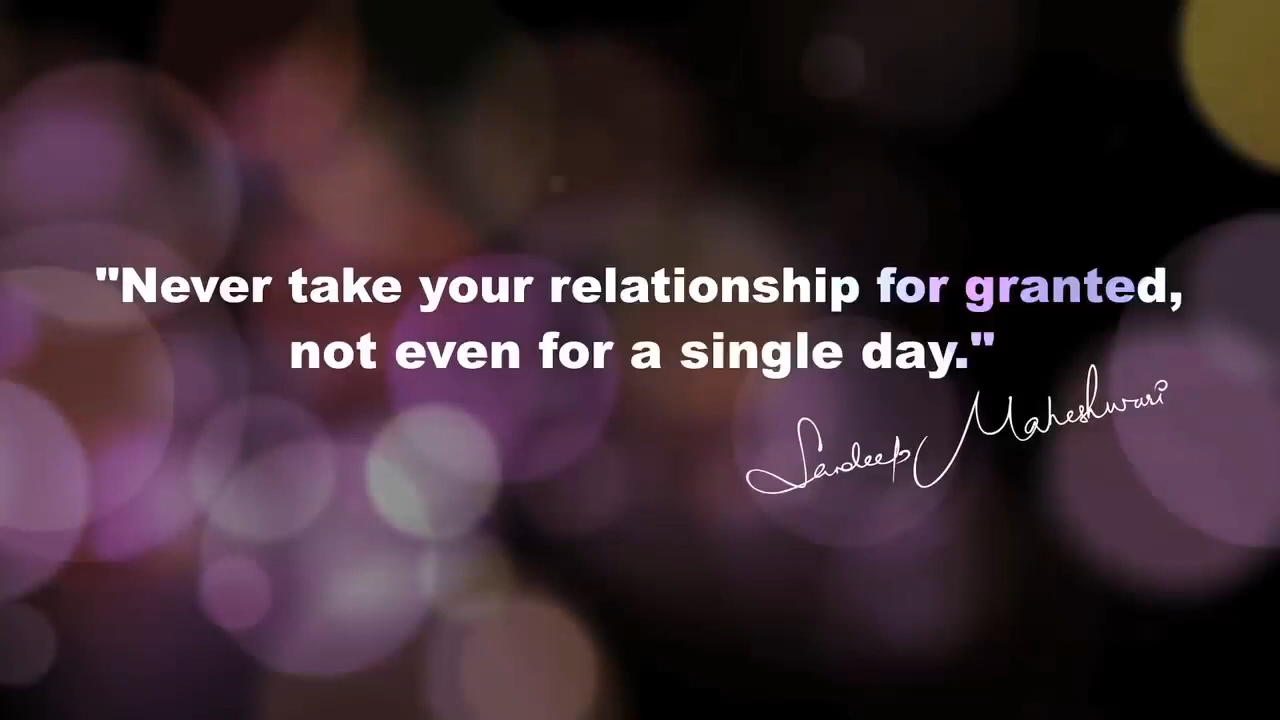 "Never take your relationship for granted,
not even for a single day."
Sandeep Maheshwari